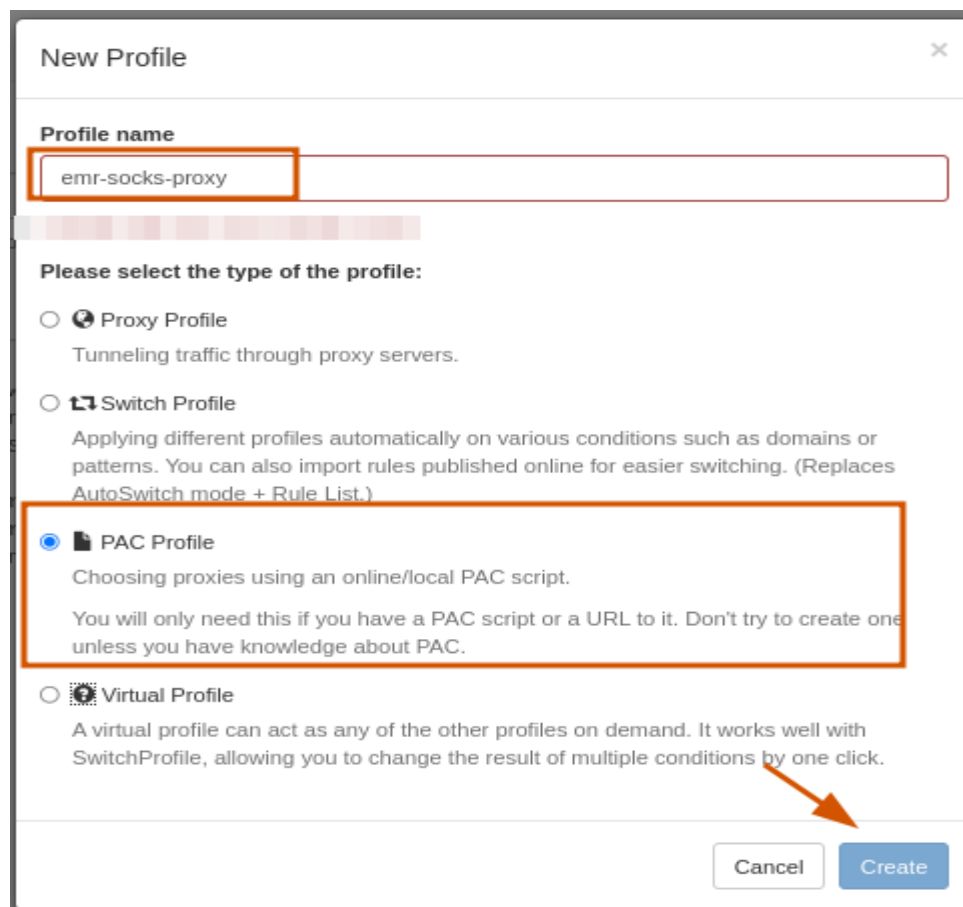 New Profile
×
Profile name
emr-socks-proxy
Please select the type of the profile:
Proxy Profile
Tunneling traffic through proxy servers.
Switch Profile
Applying different profiles automatically on various conditions such as domains or
patterns. You can also import rules published online for easier switching. (Replaces
AutoSwitch mode + Rule List.)
PAC Profile
Choosing proxies using an online/local PAC script.
You will only need this if you have a PAC script or a URL to it. Don't try to create one
unless you have knowledge about PAC.
Virtual Profile
A virtual profile can act as any of the other profiles on demand. It works well with
SwitchProfile, allowing you to change the result of multiple conditions by one click.
Cancel
Create